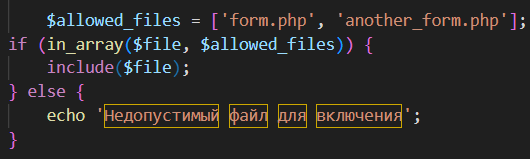 $allowed_files = ['form.php', 'another_form.php'];
if (in_array($file, $allowed_files)) {
    include($file);
} else {
    echo 'Недопустимый файл для включения';
}